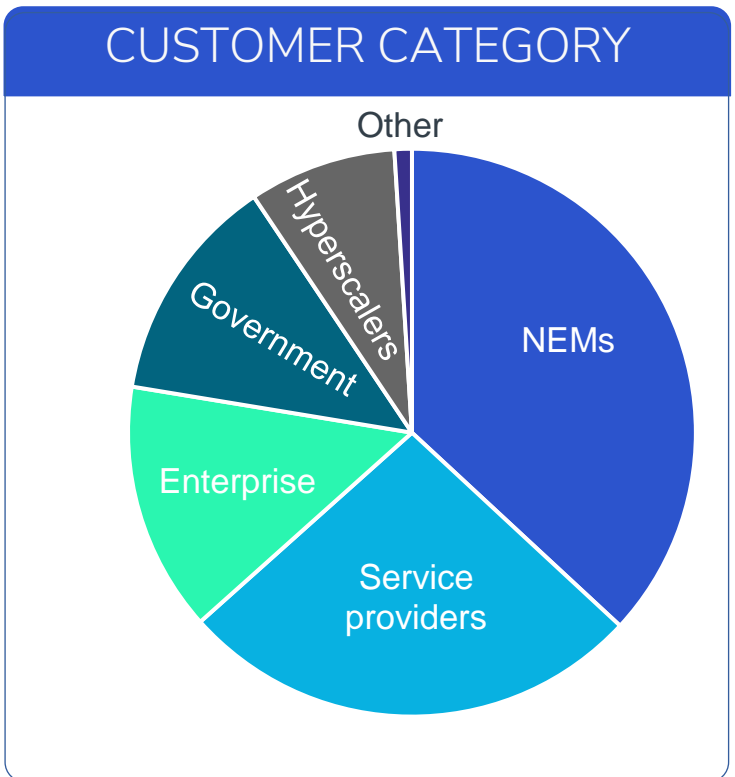 CUSTOMER CATEGORY
Other
Hyperscalers
Government
NEMs
Enterprise
Service
providers